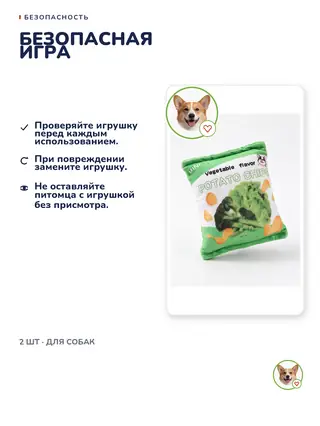 БЕЗОПАСНОСТЬ
БЕЗОПАСНАЯ
ИГРА
Проверяйте игрушку
перед каждым
использованием.
При повреждении
замените игрушку.
Не оставляйте
питомца с игрушкой
без присмотра.
Vegetable flavor
POTATO CHIP
2 ШТ · ДЛЯ СОБАК